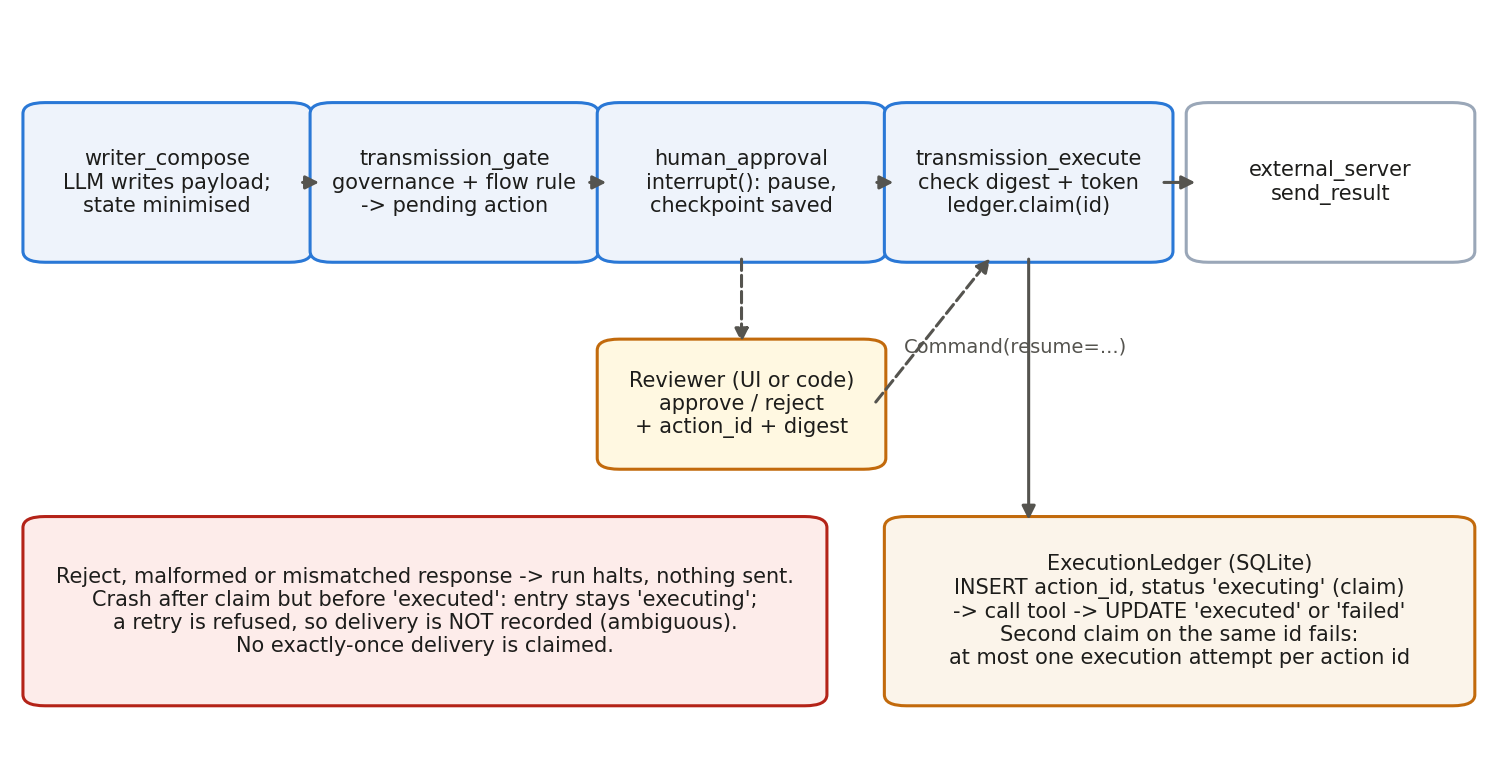 writer_compose
LLM writes payload;
state minimised
transmission_gate
governance + flow rule
-> pending action
human_approval
interrupt(): pause,
checkpoint saved
transmission_execute
check digest + token
ledger.claim(id)
external_server
send_result
Command(resume=...)
Reviewer (UI or code)
approve / reject
+ action_id + digest
Reject, malformed or mismatched response -> run halts, nothing sent.
Crash after claim but before 'executed': entry stays 'executing';
a retry is refused, so delivery is NOT recorded (ambiguous).
No exactly-once delivery is claimed.
ExecutionLedger (SQLite)
INSERT action_id, status 'executing' (claim)
-> call tool -> UPDATE 'executed' or 'failed'
Second claim on the same id fails:
at most one execution attempt per action id